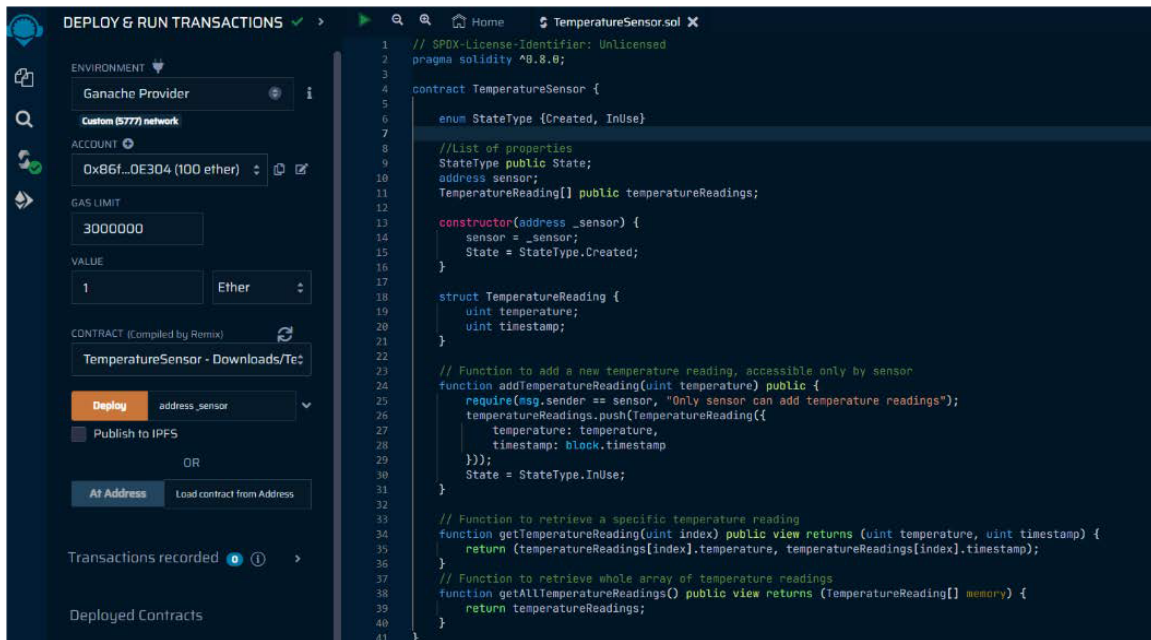 DEPLOY & RUN TRANSACTIONS
ENVIRONMENT
Ganache Provider
Custom (5777) network
ACCOUNT
0x86f...0E304 (100 ether)
GAS LIMIT
3000000
VALUE
1
Ether
CONTRACT (Compiled by Remix)
TemperatureSensor - Downloads/Te
Deploy
address _sensor
Publish to IPFS
OR
At Address
Load contract from Address
Transactions recorded 0 i
Deployed Contracts
Home
TemperatureSensor.sol
1 // SPDX-License-Identifier: Unlicensed
2 pragma solidity ^0.8.0;
3
4 contract TemperatureSensor {
5
6 enum StateType {Created, InUse}
7
8 //List of properties
9 StateType public State;
10 address sensor;
11 TemperatureReading[] public temperatureReadings;
12
13 constructor(address _sensor) {
14 sensor = _sensor;
15 State = StateType.Created;
16 }
17
18 struct TemperatureReading {
19 uint temperature;
20 uint timestamp;
21 }
22
23 // Function to add a new temperature reading, accessible only by sensor
24 function addTemperatureReading(uint temperature) public {
25 require(msg.sender == sensor, "Only sensor can add temperature readings");
26 temperatureReadings.push(TemperatureReading({
27 temperature: temperature,
28 timestamp: block.timestamp
29 }));
30 State = StateType.InUse;
31 }
32
33 // Function to retrieve a specific temperature reading
34 function getTemperatureReading(uint index) public view returns (uint temperature, uint timestamp) {
35 return (temperatureReadings[index].temperature, temperatureReadings[index].timestamp);
36 }
37 // Function to retrieve whole array of temperature readings
38 function getAllTemperatureReadings() public view returns (TemperatureReading[] memory) {
39 return temperatureReadings;
40 }
41 }